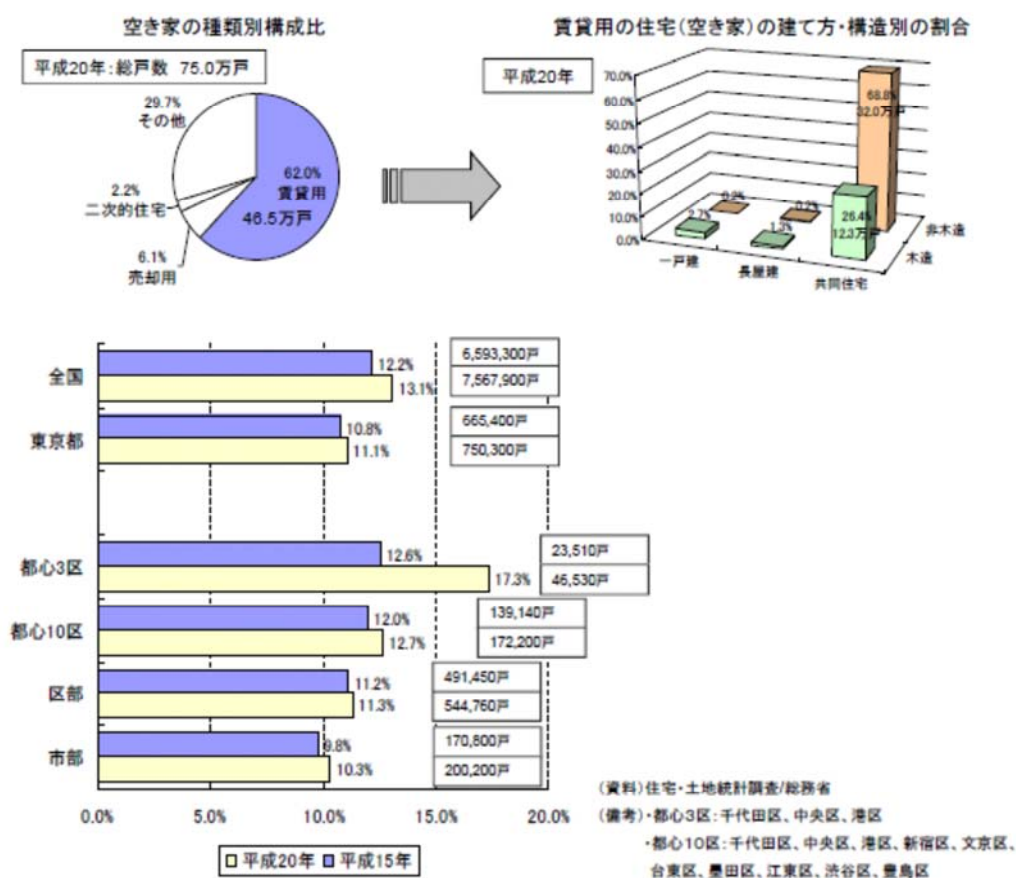 空き家の種類別構成比
平成20年:総戸数 75.0万戸
29.7%
その他
2.2%
二次的住宅
6.1%
売却用
62.0%
賃貸用
46.5万戸
賃貸用の住宅(空き家)の建て方・構造別の割合
平成20年
70.0%
60.0%
50.0%
40.0%
30.0%
20.0%
10.0%
0.0%
2.7%
0.2%
1.3%
0.2%
26.4%
12.3万戸
68.8%
32.0万戸
一戸建
長屋建
共同住宅
木造
非木造
全国
12.2%
13.1%
6,593,300戸
7,567,900戸
東京都
10.8%
11.1%
665,400戸
750,300戸
都心3区
12.6%
17.3%
23,510戸
46,530戸
都心10区
12.0%
12.7%
139,140戸
172,200戸
区部
11.2%
11.3%
491,450戸
544,760戸
市部
9.8%
10.3%
170,800戸
200,200戸
0.0% 5.0% 10.0% 15.0% 20.0%
平成20年 平成15年
(資料)住宅・土地統計調査/総務省
(備考)・都心3区:千代田区、中央区、港区
・都心10区:千代田区、中央区、港区、新宿区、文京区、
台東区、墨田区、江東区、渋谷区、豊島区